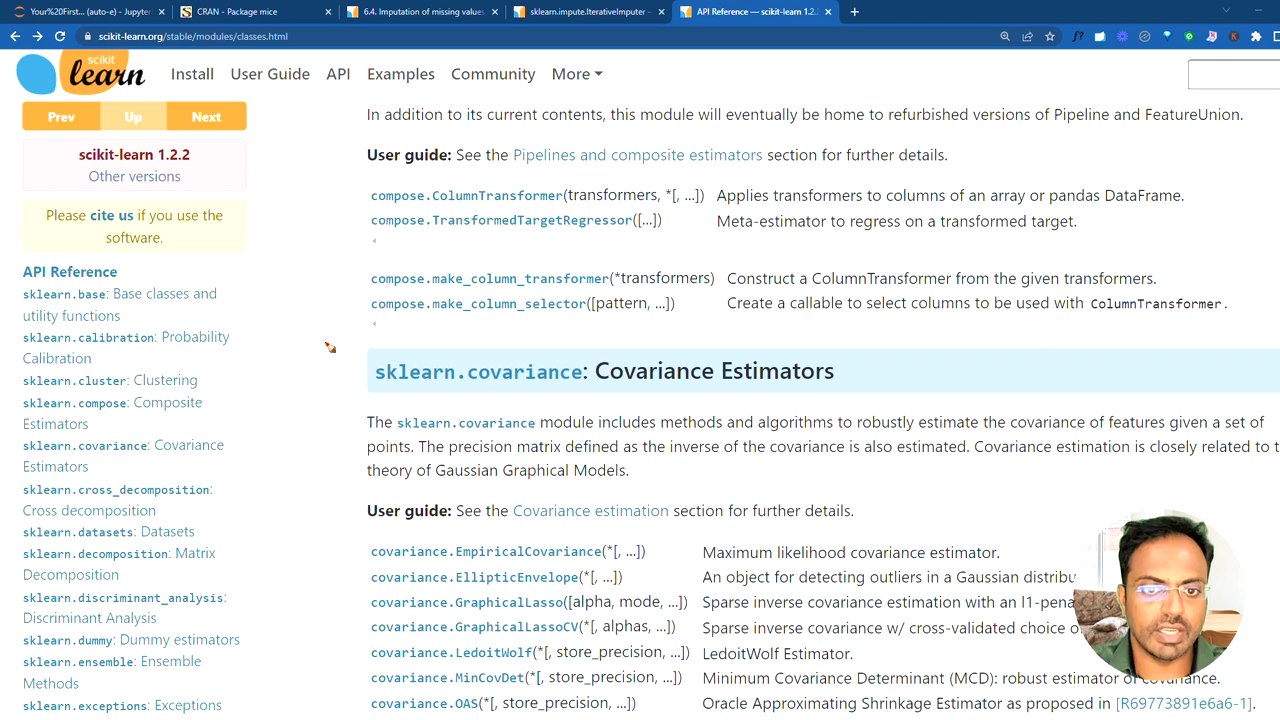 Your%20First... (auto-e) - Jupyter
CRAN - Package mice
6.4. Imputation of missing values
sklearn.impute.IterativeImputer —
API Reference — scikit-learn 1.2.
scikit-learn.org/stable/modules/classes.html
scikit
learn
Install
User Guide
API
Examples
Community
More
Prev
Up
Next
scikit-learn 1.2.2
Other versions
Please cite us if you use the
software.
API Reference
sklearn.base: Base classes and
utility functions
sklearn.calibration: Probability
Calibration
sklearn.cluster: Clustering
sklearn.compose: Composite
Estimators
sklearn.covariance: Covariance
Estimators
sklearn.cross_decomposition:
Cross decomposition
sklearn.datasets: Datasets
sklearn.decomposition: Matrix
Decomposition
sklearn.discriminant_analysis:
Discriminant Analysis
sklearn.dummy: Dummy estimators
sklearn.ensemble: Ensemble
Methods
sklearn.exceptions: Exceptions
In addition to its current contents, this module will eventually be home to refurbished versions of Pipeline and FeatureUnion.
User guide: See the Pipelines and composite estimators section for further details.
compose.ColumnTransformer(transformers, *[, ...]) Applies transformers to columns of an array or pandas DataFrame.
compose.TransformedTargetRegressor([...]) Meta-estimator to regress on a transformed target.
compose.make_column_transformer(*transformers) Construct a ColumnTransformer from the given transformers.
compose.make_column_selector([pattern, ...]) Create a callable to select columns to be used with ColumnTransformer.
sklearn.covariance: Covariance Estimators
The sklearn.covariance module includes methods and algorithms to robustly estimate the covariance of features given a set of
points. The precision matrix defined as the inverse of the covariance is also estimated. Covariance estimation is closely related to t
theory of Gaussian Graphical Models.
User guide: See the Covariance estimation section for further details.
covariance.EmpiricalCovariance(*[, ...]) Maximum likelihood covariance estimator.
covariance.EllipticEnvelope(*[, ...]) An object for detecting outliers in a Gaussian distribu
covariance.GraphicalLasso([alpha, mode, ...]) Sparse inverse covariance estimation with an l1-pena
covariance.GraphicalLassoCV(*[, alphas, ...]) Sparse inverse covariance w/ cross-validated choice o
covariance.LedoitWolf(*[, store_precision, ...]) LedoitWolf Estimator.
covariance.MinCovDet(*[, store_precision, ...]) Minimum Covariance Determinant (MCD): robust estimator of covariance.
covariance.OAS(*[, store_precision, ...]) Oracle Approximating Shrinkage Estimator as proposed in [R69773891e6a6-1].